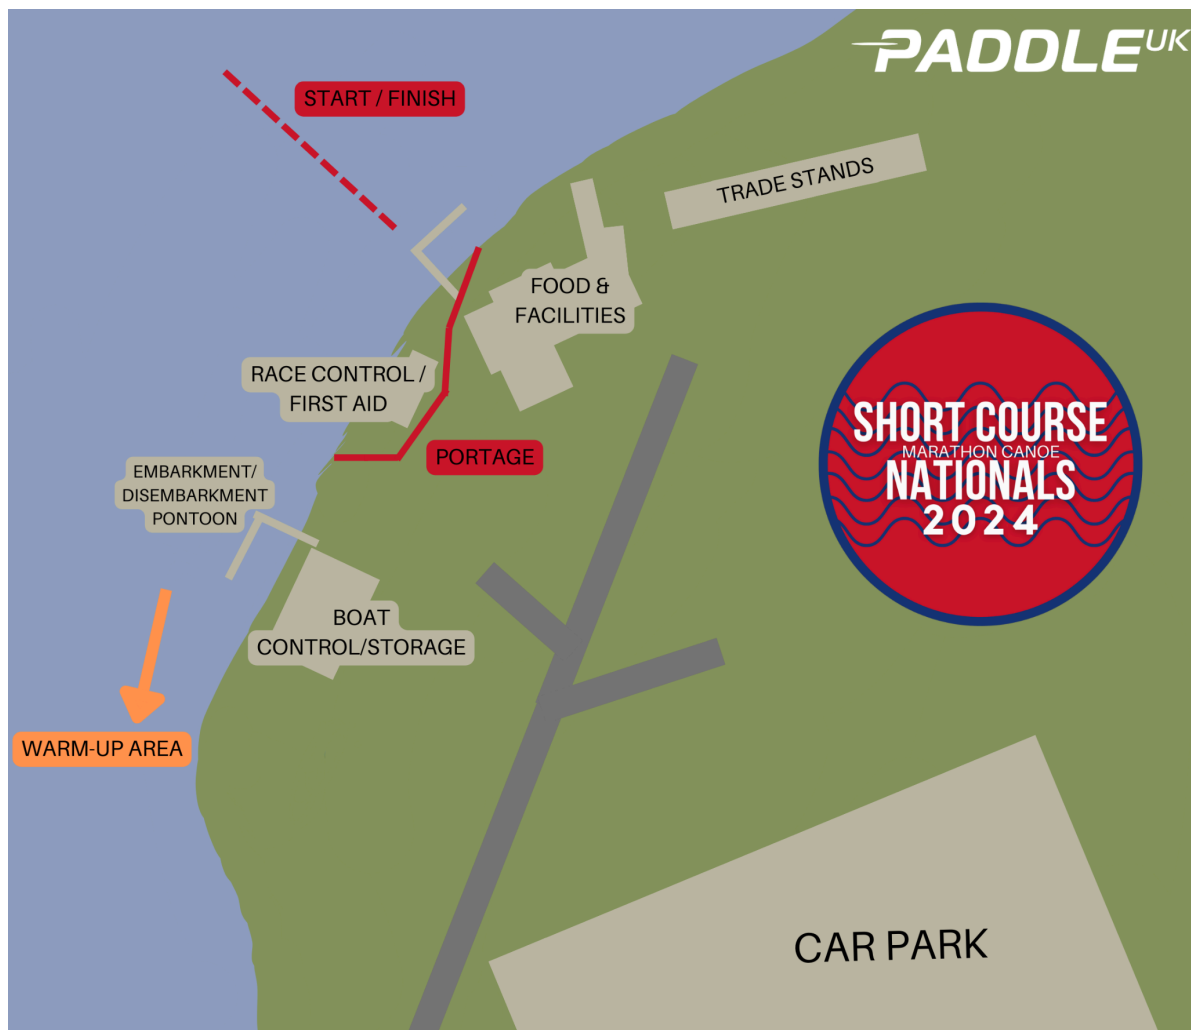 PADDLE UK
START / FINISH
TRADE STANDS
FOOD &
FACILITIES
RACE CONTROL /
FIRST AID
PORTAGE
EMBARKMENT/
DISEMBARKMENT
PONTOON
SHORT COURSE
MARATHON CANOE
NATIONALS
2024
BOAT
CONTROL/STORAGE
WARM-UP AREA
CAR PARK